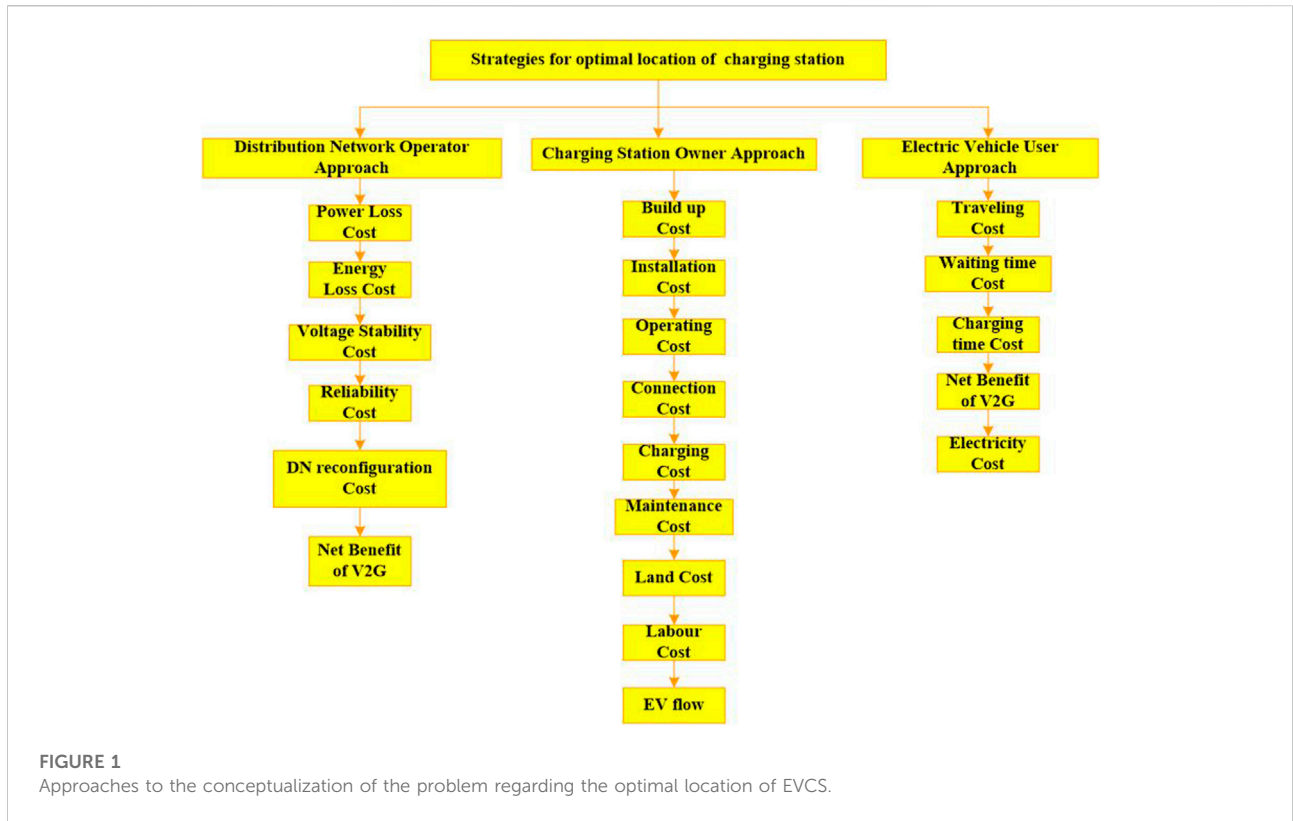 Strategies for optimal location of charging station
Distribution Network Operator
Approach
Power Loss
Cost
Energy
Loss Cost
Voltage Stability
Cost
Reliability
Cost
DN reconfiguration
Cost
Net Benefit
of V2G
Charging Station Owner Approach
Build up
Cost
Installation
Cost
Operating
Cost
Connection
Cost
Charging
Cost
Maintenance
Cost
Land Cost
Labour
Cost
EV flow
Electric Vehicle User
Approach
Traveling
Cost
Waiting time
Cost
Charging
time Cost
Net Benefit
of V2G
Electricity
Cost
FIGURE 1
Approaches to the conceptualization of the problem regarding the optimal location of EVCS.